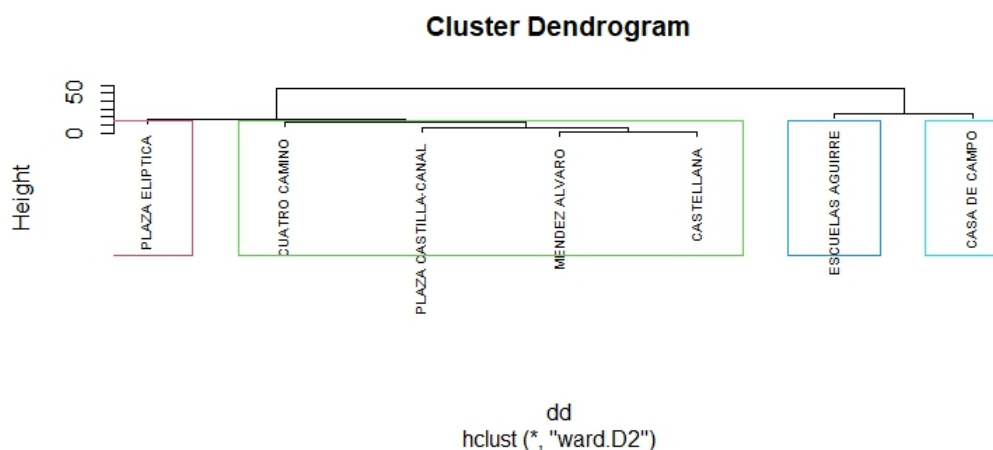 Cluster Dendrogram
Height
50
0
PLAZA ELIPTICA
CUATRO CAMINO
PLAZA CASTILLA-CANAL
MENDEZ ALVARO
CASTELLANA
ESCUELAS AGUIRRE
CASA DE CAMPO
dd
hclust (*, "ward.D2")